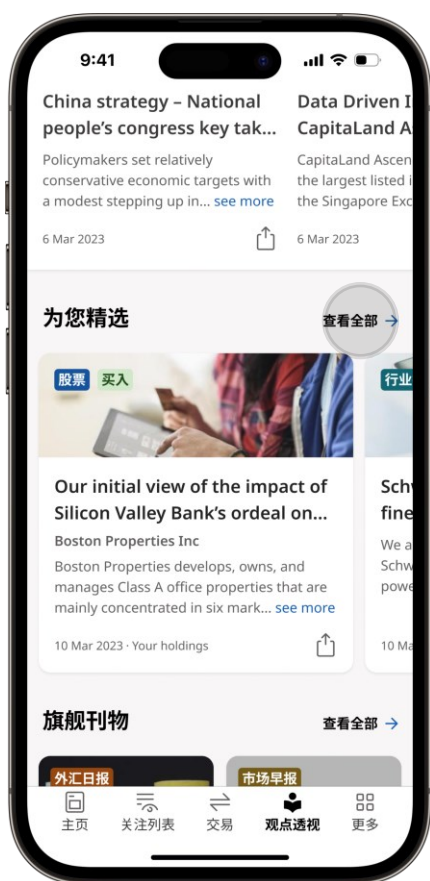 9:41
China strategy – National
people's congress key tak...
Policymakers set relatively
conservative economic targets with
a modest stepping up in... see more
6 Mar 2023
Data Driven I
CapitaLand A
CapitaLand Ascen
the largest listed i
the Singapore Exc
6 Mar 2023
为您精选
查看全部 →
股票 买入
Our initial view of the impact of
Silicon Valley Bank's ordeal on...
Boston Properties Inc
Boston Properties develops, owns, and
manages Class A office properties that are
mainly concentrated in six mark... see more
10 Mar 2023 · Your holdings
行业
Schw
fine
We a
Schw
powe
10 Ma
旗舰刊物
查看全部 →
外汇日报
市场早报
主页
关注列表
交易
观点透视
更多